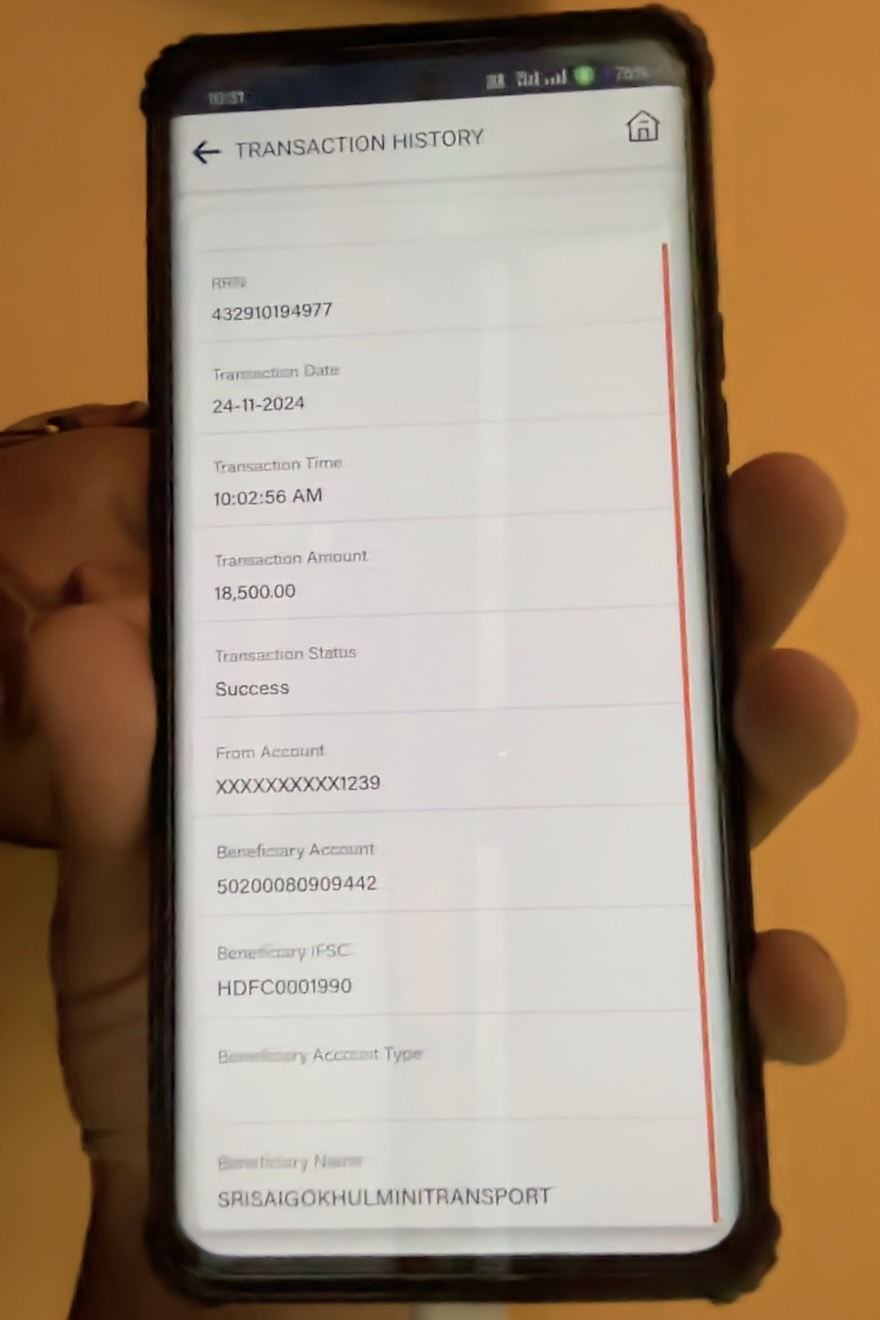 10:51
76%
TRANSACTION HISTORY
RRN
432910194977
Transaction Date
24-11-2024
Transaction Time
10:02:56 AM
Transaction Amount
18,500.00
Transaction Status
Success
From Account
XXXXXXXXXX1239
Beneficiary Account
50200080909442
Beneficiary IFSC
HDFC0001990
Beneficiary Account Type
Beneficiary Name
SRISAIGOKHULMINITRANSPORT